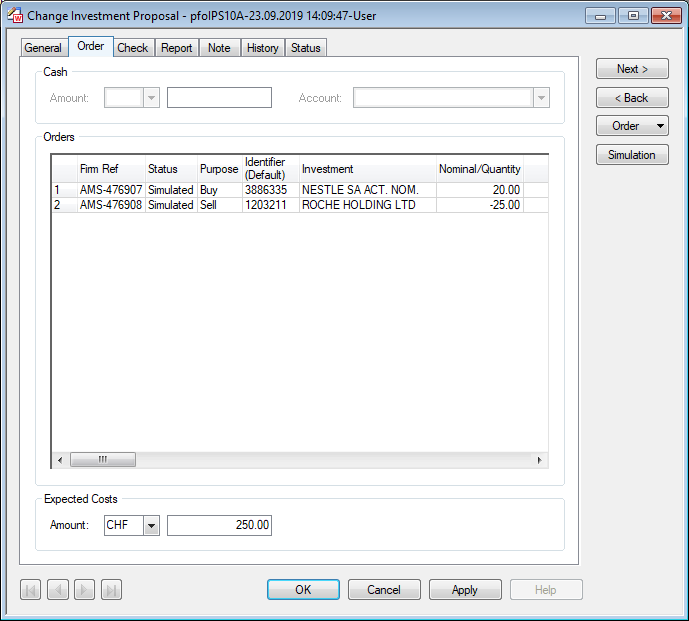 Change Investment Proposal - pfoIPS10A-23.09.2019 14:09:47-User
General Order Check Report Note History Status
Next >
< Back
Order
Simulation
Cash
Amount: Account:
Orders
Firm Ref Status Purpose Identifier (Default) Investment Nominal/Quantity
1 AMS-476907 Simulated Buy 3886335 NESTLE SA ACT. NOM. 20.00
2 AMS-476908 Simulated Sell 1203211 ROCHE HOLDING LTD -25.00
Expected Costs
Amount: CHF 250.00
OK Cancel Apply Help